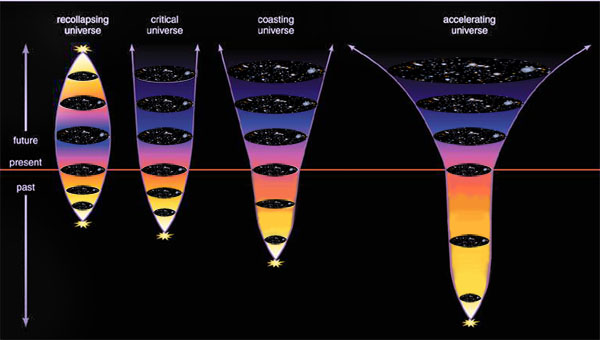 recollapsing
universe
critical
universe
coasting
universe
accelerating
universe
future
present
past